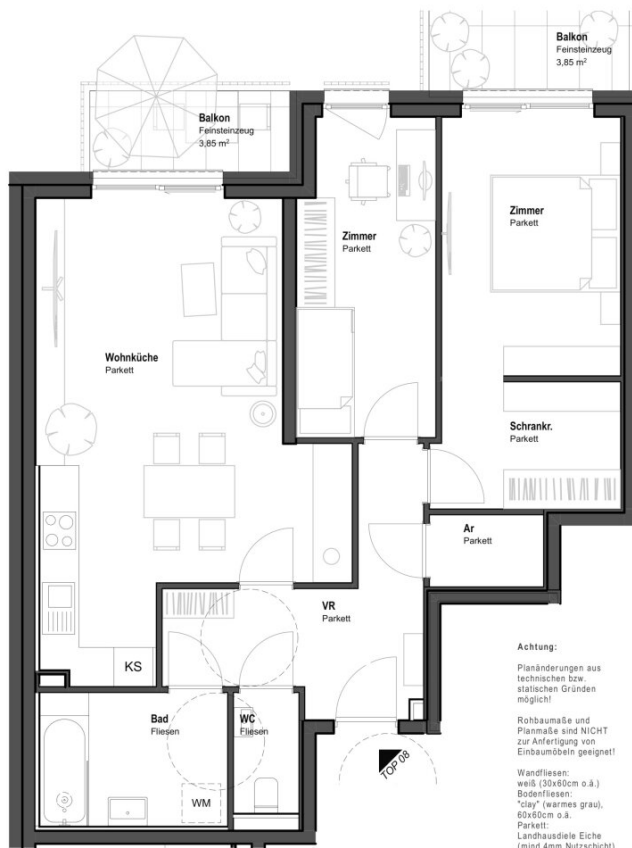 Balkon
Feinsteinzeug
3,85 m²
Balkon
Feinsteinzeug
3,85 m²
Zimmer
Parkett
Zimmer
Parkett
Wohnküche
Parkett
Schrankr.
Parkett
Ar
Parkett
VR
Parkett
KS
Bad
Fliesen
WC
Fliesen
WM
TOP 08
Achtung:
Planänderungen aus
technischen bzw.
statischen Gründen
möglich!
Rohbaumaße und
Planmaße sind NICHT
zur Anfertigung von
Einbaumöbeln geeignet!
Wandfliesen:
weiß (30x60cm o.ä.)
Bodenfliesen:
"clay" (warmes grau),
60x60cm o.ä.
Parkett:
Landhausdiele Eiche
(mind 4mm Nutzschicht)